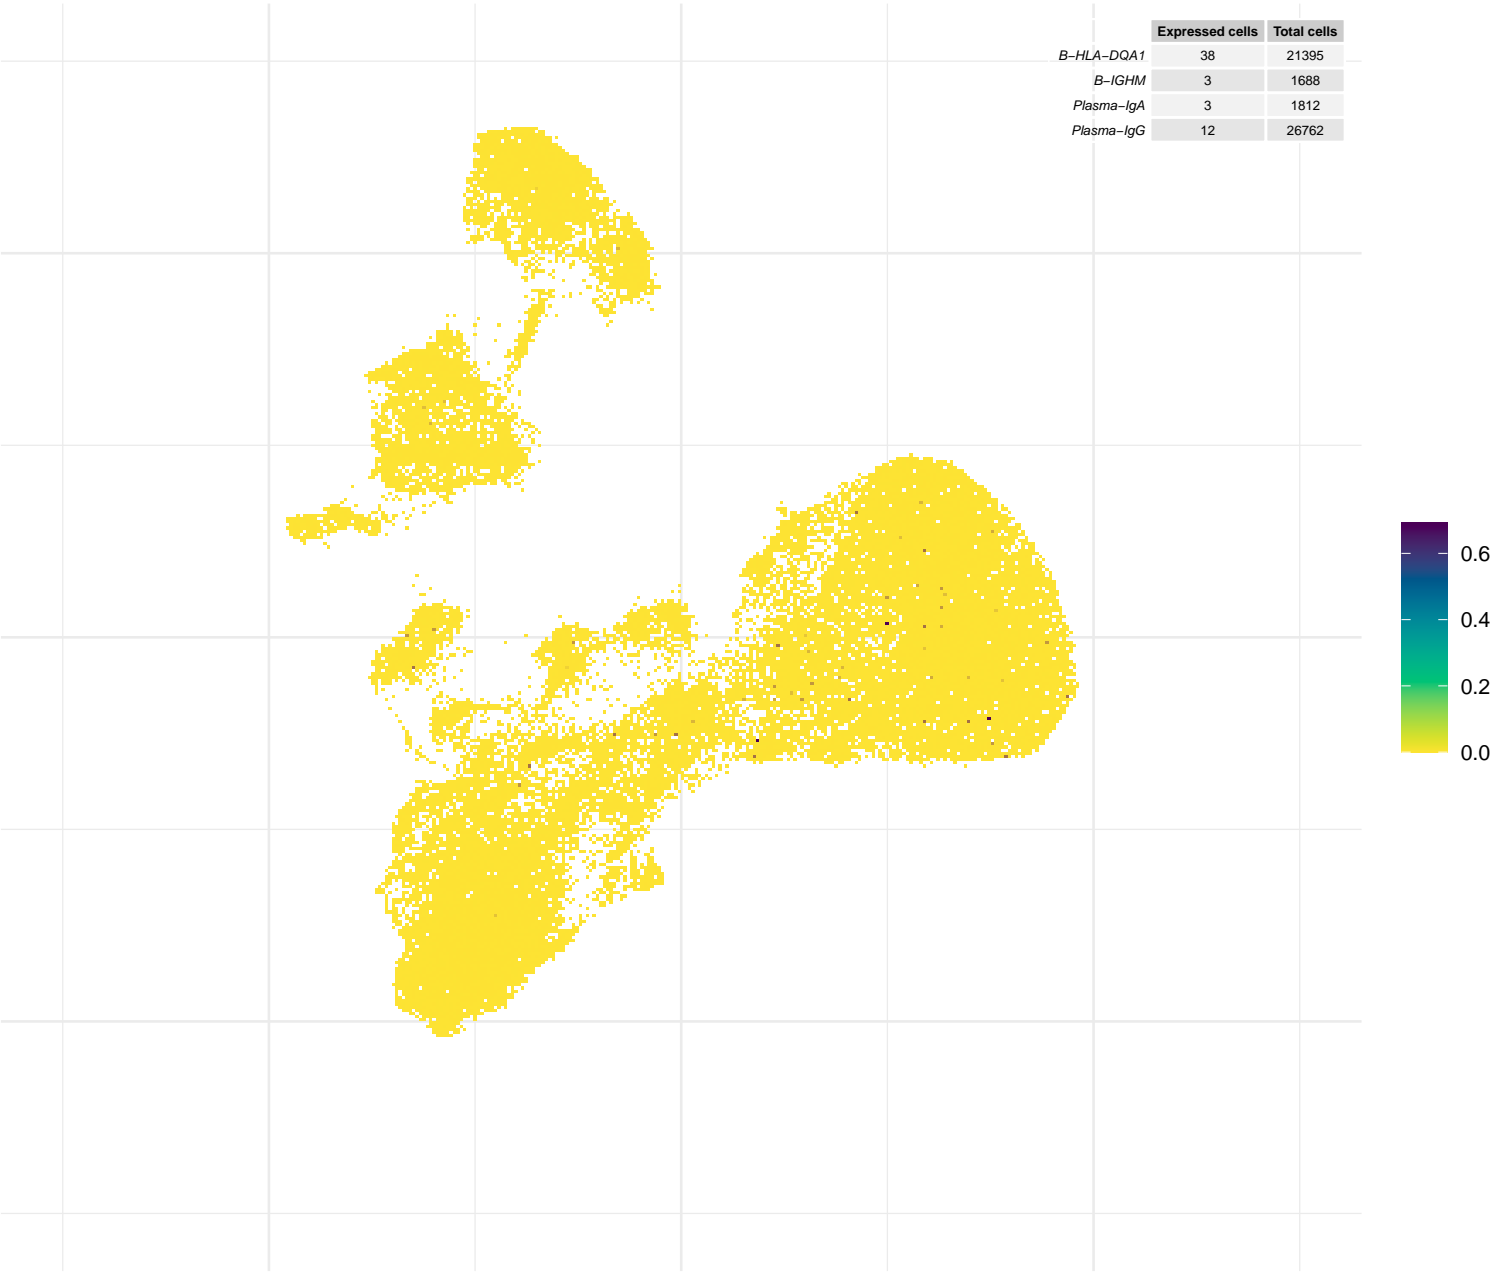 Expressed cells Total cells
B−HLA−DQA1 38 21395
B−IGHM 3 1688
Plasma−IgA 3 1812
Plasma−IgG 12 26762
0.6
0.4
0.2
0.0